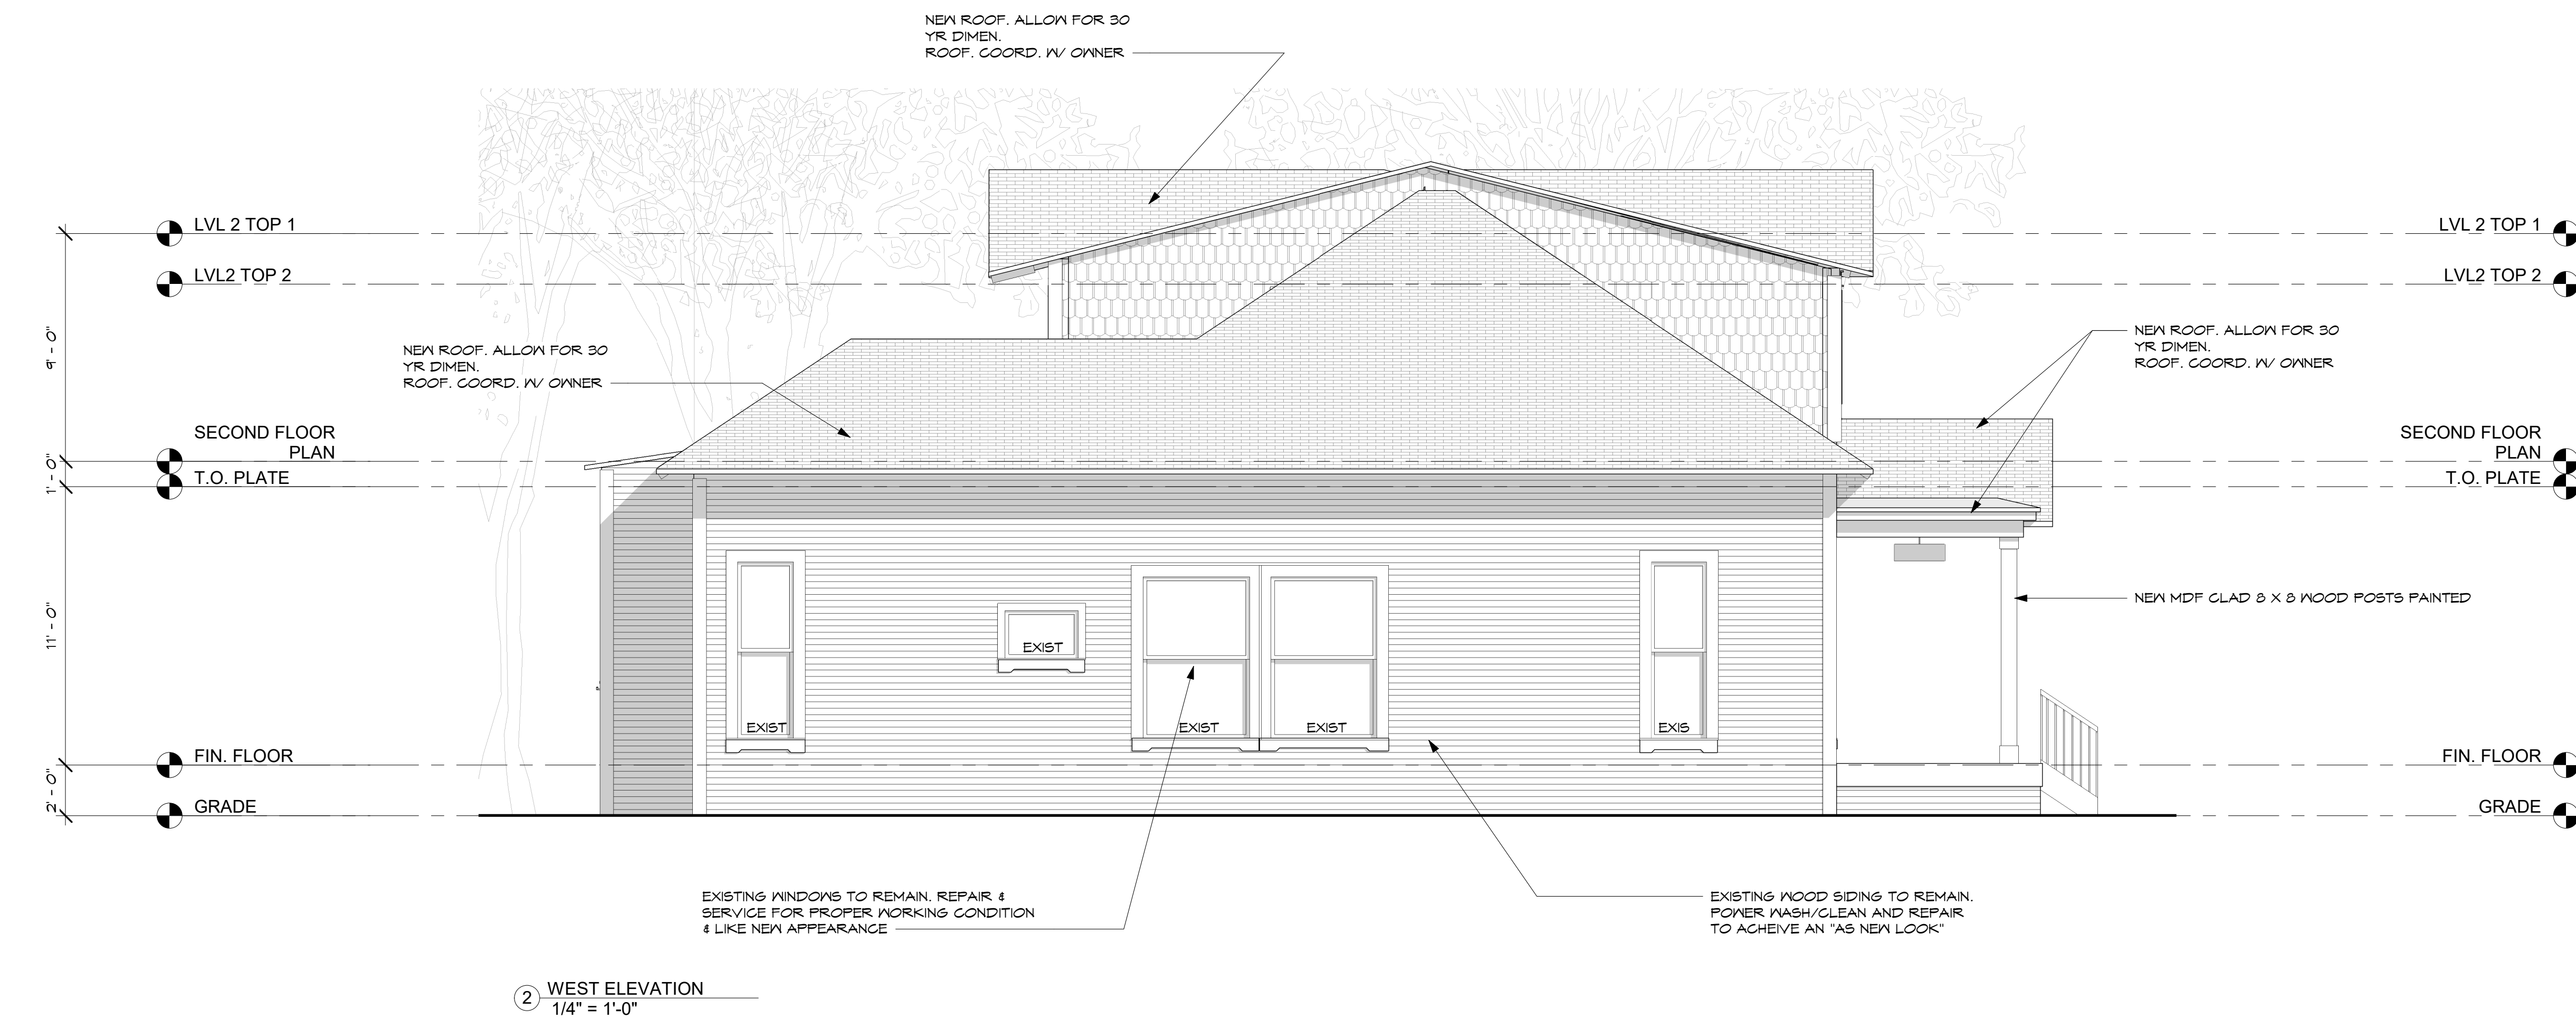 NEW ROOF. ALLOW FOR 30
YR DIMEN.
ROOF. COORD. W/ OWNER
LVL 2 TOP 1
LVL 2 TOP 1
LVL2 TOP 2
LVL2 TOP 2
9' - 0"
NEW ROOF. ALLOW FOR 30
YR DIMEN.
ROOF. COORD. W/ OWNER
NEW ROOF. ALLOW FOR 30
YR DIMEN.
ROOF. COORD. W/ OWNER
SECOND FLOOR
PLAN
SECOND FLOOR
PLAN
1' - 0"
T.O. PLATE
T.O. PLATE
11' - 0"
NEW MDF CLAD 8 X 8 WOOD POSTS PAINTED
EXIST
EXIST
EXIST
EXIST
EXIS
FIN. FLOOR
FIN. FLOOR
2' - 0"
GRADE
GRADE
EXISTING WINDOWS TO REMAIN. REPAIR &
SERVICE FOR PROPER WORKING CONDITION
& LIKE NEW APPEARANCE
EXISTING WOOD SIDING TO REMAIN.
POWER WASH/CLEAN AND REPAIR
TO ACHEIVE AN "AS NEW LOOK"
2
WEST ELEVATION
1/4" = 1'-0"